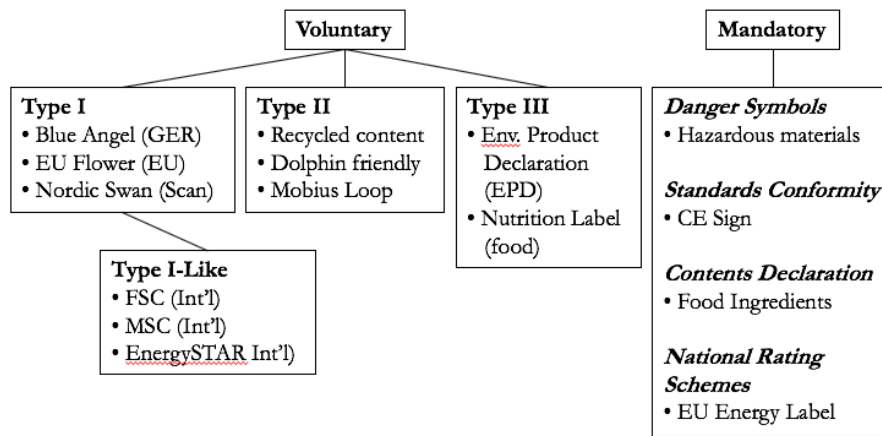 Voluntary
Mandatory
Type I
• Blue Angel (GER)
• EU Flower (EU)
• Nordic Swan (Scan)
Type II
• Recycled content
• Dolphin friendly
• Mobius Loop
Type III
• Env. Product
Declaration
(EPD)
• Nutrition Label
(food)
Type I-Like
• FSC (Int'l)
• MSC (Int'l)
• EnergySTAR Int'l)
Danger Symbols
• Hazardous materials
Standards Conformity
• CE Sign
Contents Declaration
• Food Ingredients
National Rating
Schemes
• EU Energy Label